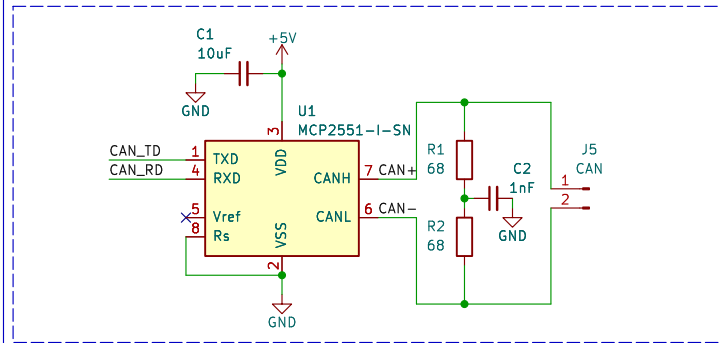 C1
10uF
+5V
GND
U1
MCP2551-I-SN
3
VDD
CAN_TD
1
TXD
CAN_RD
4
RXD
CANH
7
CAN+
5
Vref
CANL
6
CAN-
8
Rs
VSS
2
GND
R1
68
C2
1nF
GND
R2
68
J5
CAN
1
2